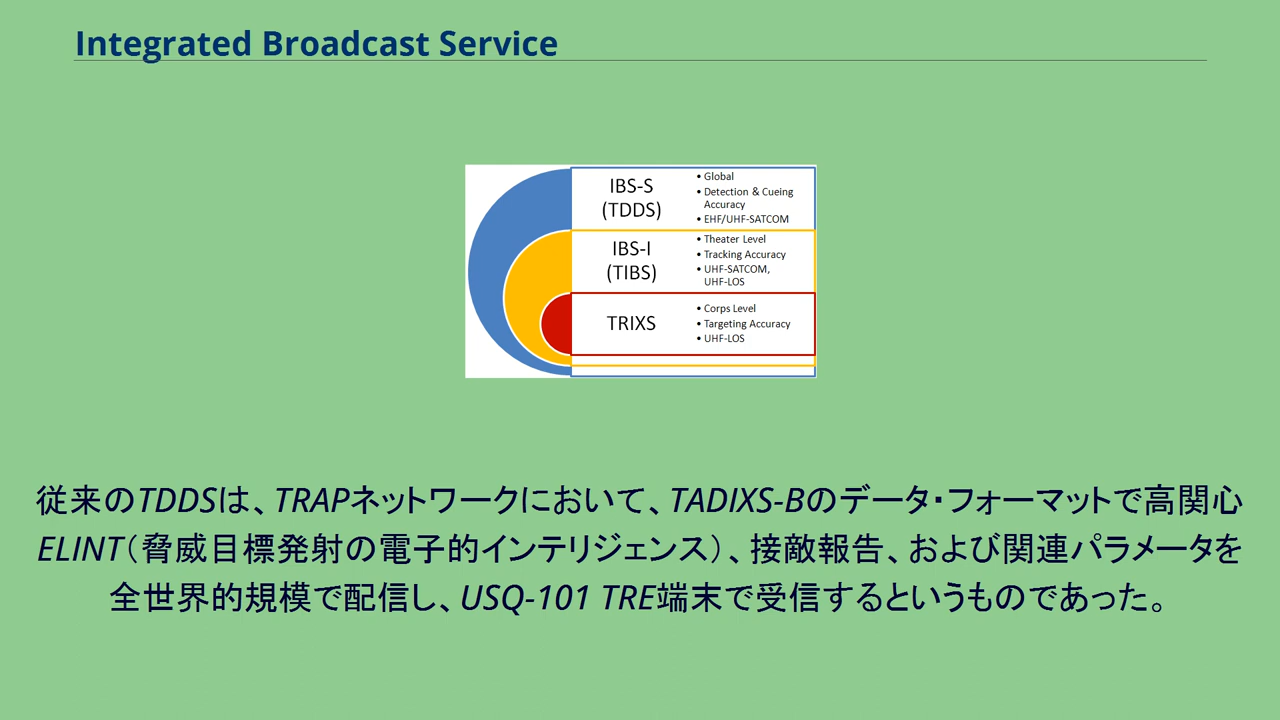 Integrated Broadcast Service
IBS-S
(TDDS)
• Global
• Detection & Cueing
Accuracy
• EHF/UHF-SATCOM
IBS-I
(TIBS)
• Theater Level
• Tracking Accuracy
• UHF-SATCOM,
UHF-LOS
TRIXS
• Corps Level
• Targeting Accuracy
• UHF-LOS
従来のTDDSは、TRAPネットワークにおいて、TADIXS-Bのデータ・フォーマットで高関心
ELINT（脅威目標発射の電子的インテリジェンス）、接敵報告、および関連パラメータを
全世界的規模で配信し、USQ-101 TRE端末で受信するというものであった。